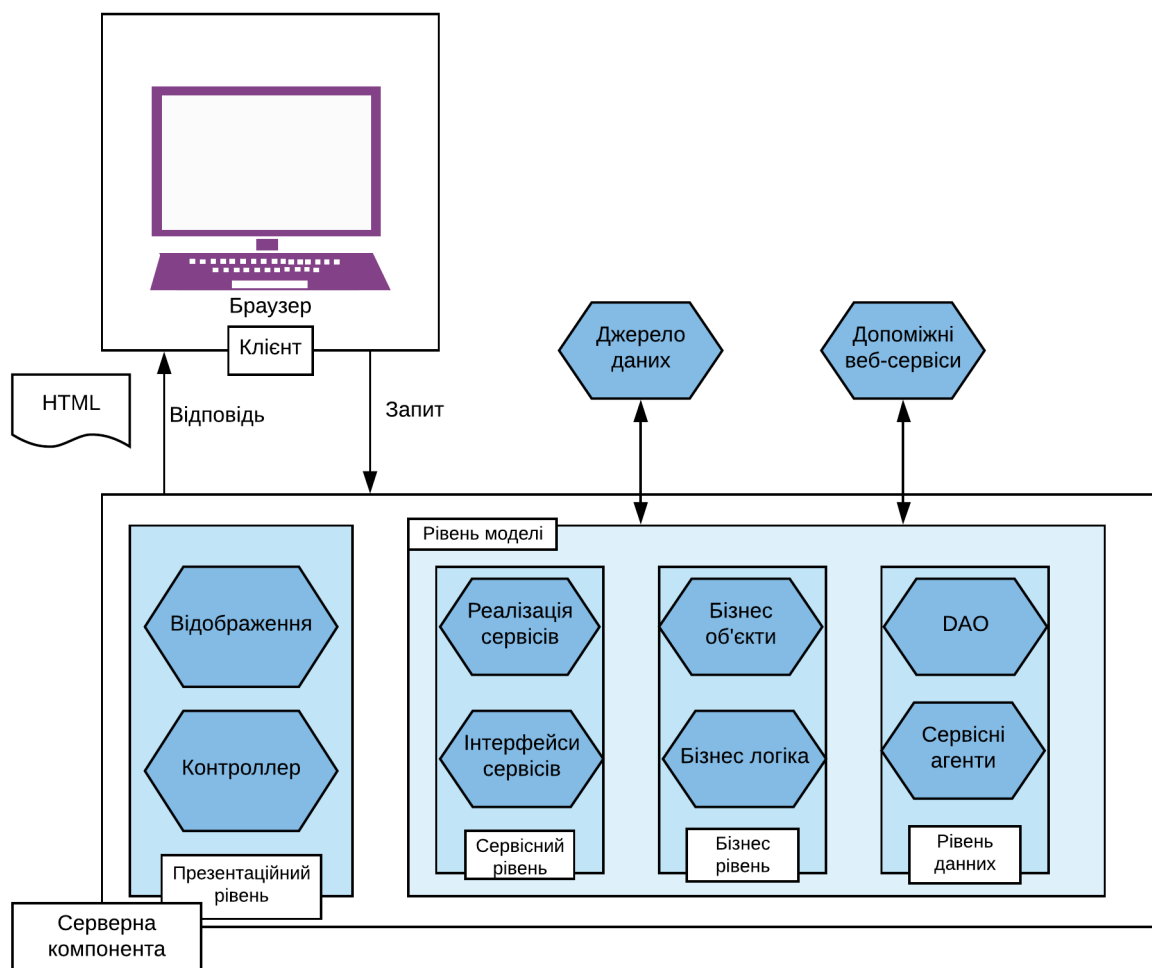 Браузер
Клієнт
HTML
Відповідь
Запит
Джерело
даних
Допоміжні
веб-сервіси
Рівень моделі
Відображення
Контроллер
Презентаційний
рівень
Реалізація
сервісів
Інтерфейси
сервісів
Сервісний
рівень
Бізнес
об'єкти
Бізнес логіка
Бізнес
рівень
DAO
Сервісні
агенти
Рівень
данних
Серверна
компонента